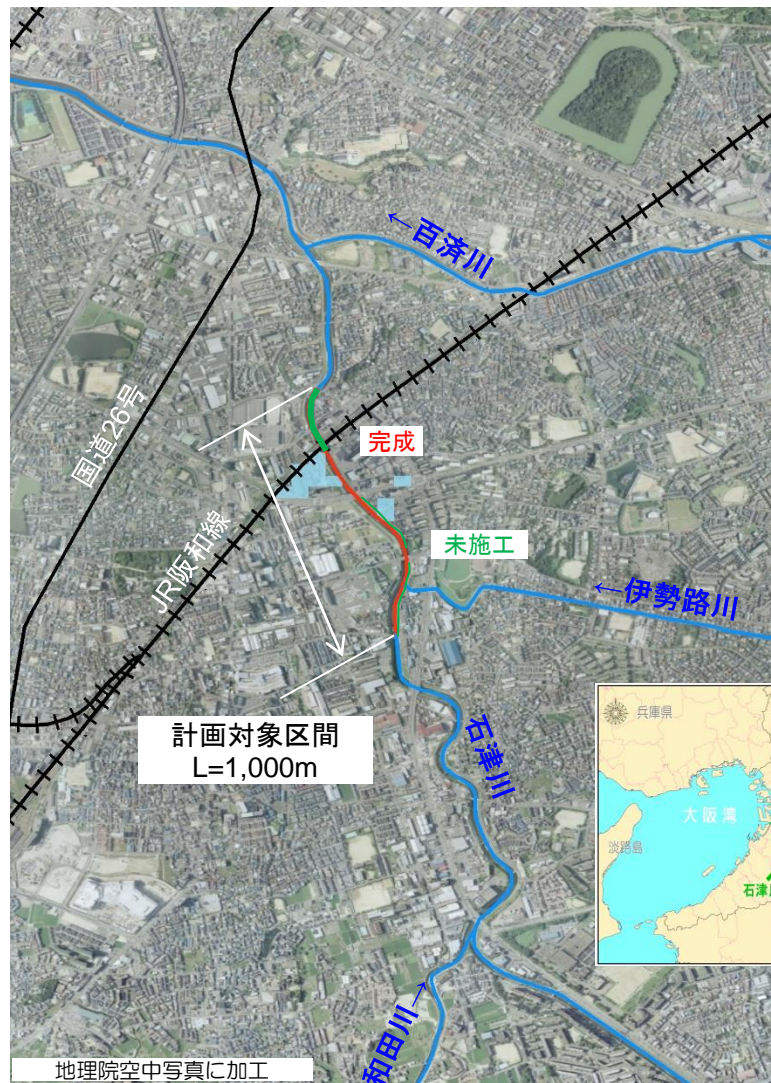 ←百済川
国道26号
完成
JR阪和線
未施工
←伊勢路川
計画対象区間
L=1,000m
石津川
兵庫県
大阪湾
淡路島
石津
和田川→
地理院空中写真に加工